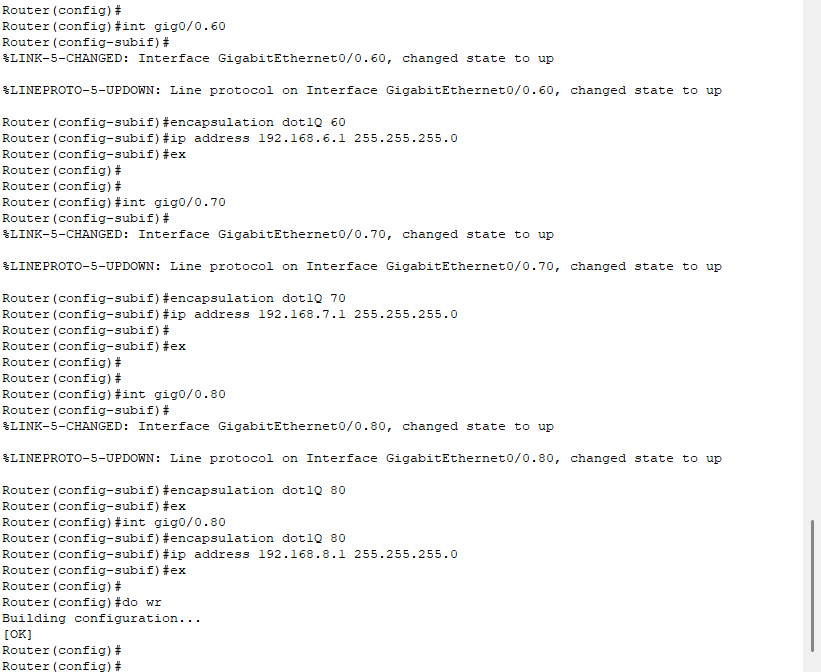 Router(config)#
Router(config)#int gig0/0.60
Router(config-subif)#
%LINK-5-CHANGED: Interface GigabitEthernet0/0.60, changed state to up
%LINEPROTO-5-UPDOWN: Line protocol on Interface GigabitEthernet0/0.60, changed state to up
Router(config-subif)#encapsulation dot1Q 60
Router(config-subif)#ip address 192.168.6.1 255.255.255.0
Router(config-subif)#ex
Router(config)#
Router(config)#
Router(config)#int gig0/0.70
Router(config-subif)#
%LINK-5-CHANGED: Interface GigabitEthernet0/0.70, changed state to up
%LINEPROTO-5-UPDOWN: Line protocol on Interface GigabitEthernet0/0.70, changed state to up
Router(config-subif)#encapsulation dot1Q 70
Router(config-subif)#ip address 192.168.7.1 255.255.255.0
Router(config-subif)#
Router(config-subif)#ex
Router(config)#
Router(config)#
Router(config)#int gig0/0.80
Router(config-subif)#
%LINK-5-CHANGED: Interface GigabitEthernet0/0.80, changed state to up
%LINEPROTO-5-UPDOWN: Line protocol on Interface GigabitEthernet0/0.80, changed state to up
Router(config-subif)#encapsulation dot1Q 80
Router(config-subif)#ex
Router(config)#int gig0/0.80
Router(config-subif)#encapsulation dot1Q 80
Router(config-subif)#ip address 192.168.8.1 255.255.255.0
Router(config-subif)#ex
Router(config)#
Router(config)#do wr
Building configuration...
[OK]
Router(config)#
Router(config)#